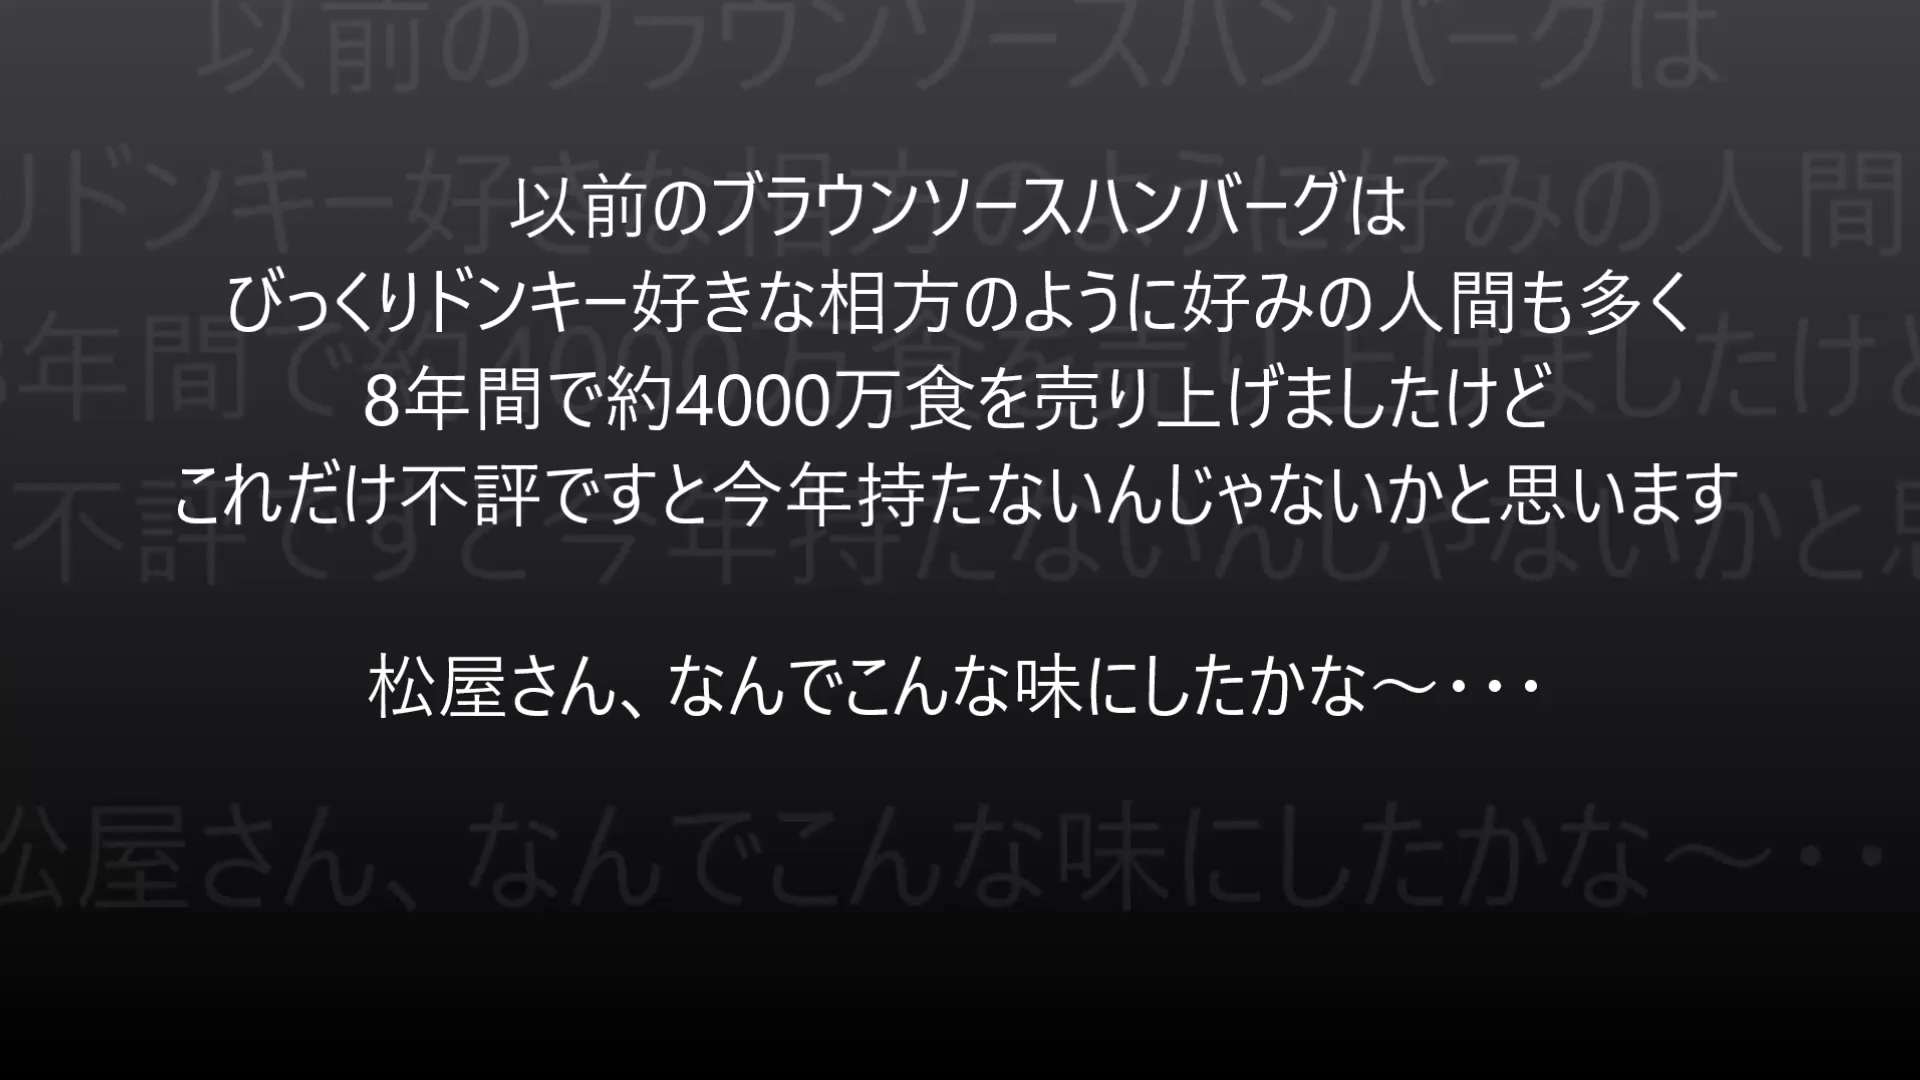 以前のブラウンソースハンバーグは
びっくりドンキー好きな相方のように好みの人間も多く
8年間で約4000万食を売り上げましたけど
これだけ不評ですと今年持たないんじゃないかと思います
松屋さん、なんでこんな味にしたかな～・・・